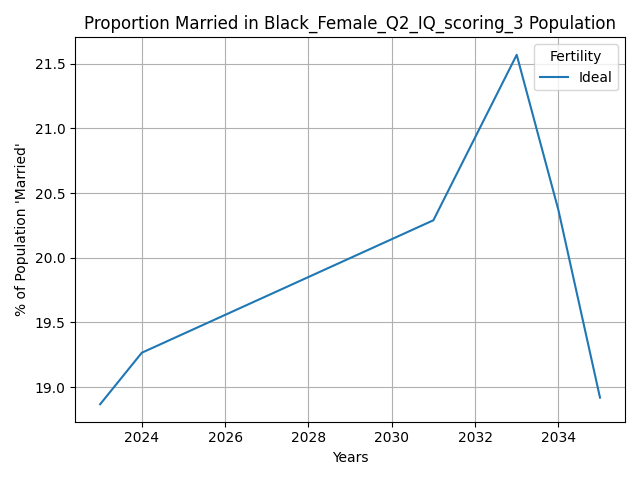 Proportion Married in Black_Female_Q2_IQ_scoring_3 Population
Fertility
Ideal
% of Population 'Married'
21.5
21.0
20.5
20.0
19.5
19.0
2024
2026
2028
2030
2032
2034
Years